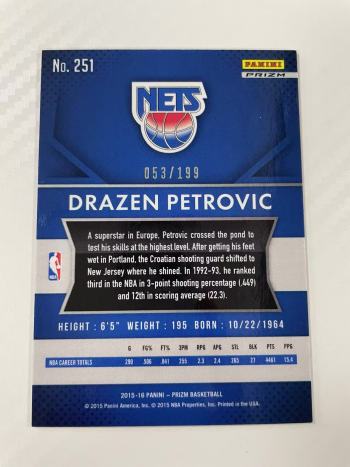 No. 251
PANINI
PRIZM
NETS
053/199
DRAZEN PETROVIC
A superstar in Europe, Petrovic crossed the pond to
test his skills at the highest level. After getting his feet
wet in Portland, the Croatian shooting guard shifted to
New Jersey where he shined. In 1992-93, he ranked
third in the NBA in 3-point shooting percentage (.449)
and 12th in scoring average (22.3).
NBA
HEIGHT : 6'5" WEIGHT : 195 BORN : 10/22/1964
G FG% FT% 3PM RPG APG STL BLK PTS PPG
NBA CAREER TOTALS 290 .506 .841 255 2.3 2.4 265 27 4461 15.4
2015-16 PANINI – PRIZM BASKETBALL
© 2015 Panini America, Inc. © 2015 NBA Properties, Inc. Printed in the USA.